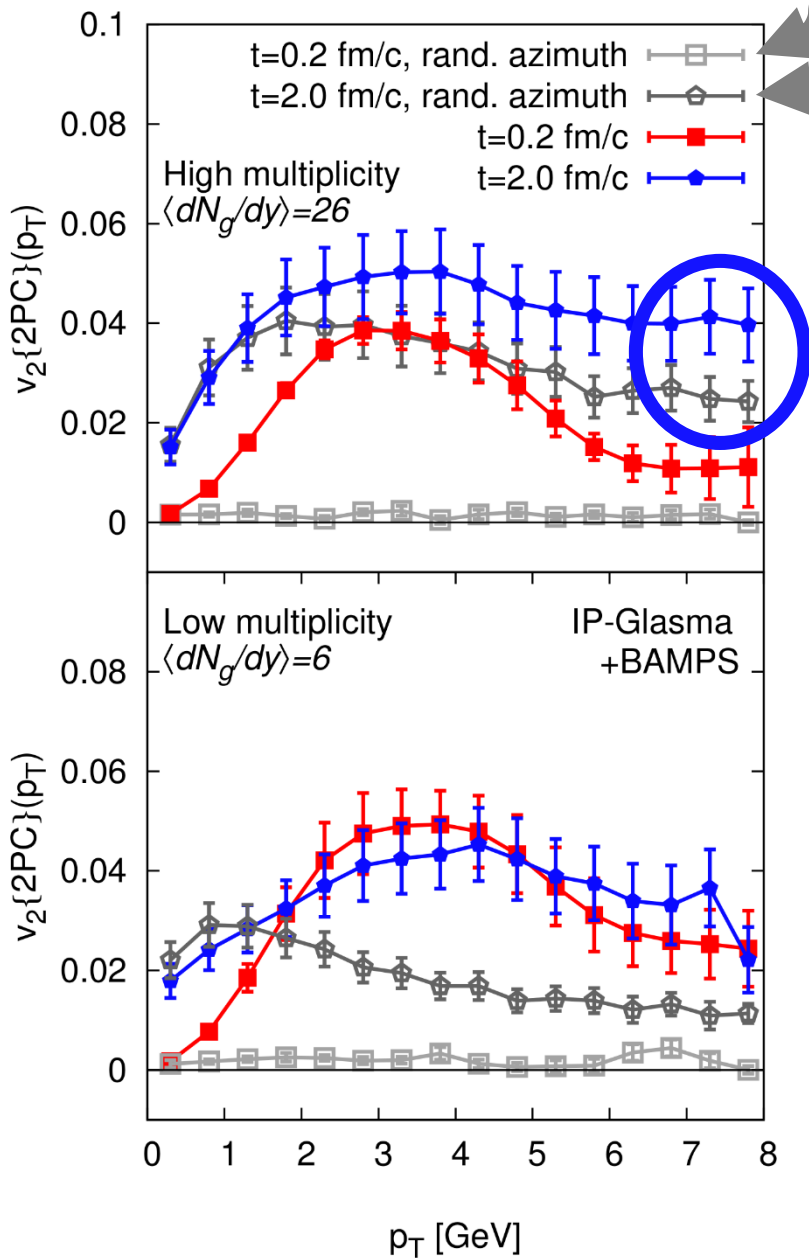 0.1
t=0.2 fm/c, rand. azimuth
t=2.0 fm/c, rand. azimuth
t=0.2 fm/c
t=2.0 fm/c
High multiplicity
⟨dN_g/dy⟩=26
0.08
0.06
0.04
0.02
0
v_2{2PC}(p_T)
Low multiplicity
⟨dN_g/dy⟩=6
IP-Glasma
+BAMPS
0.08
0.06
0.04
0.02
0
v_2{2PC}(p_T)
0 1 2 3 4 5 6 7 8
p_T [GeV]